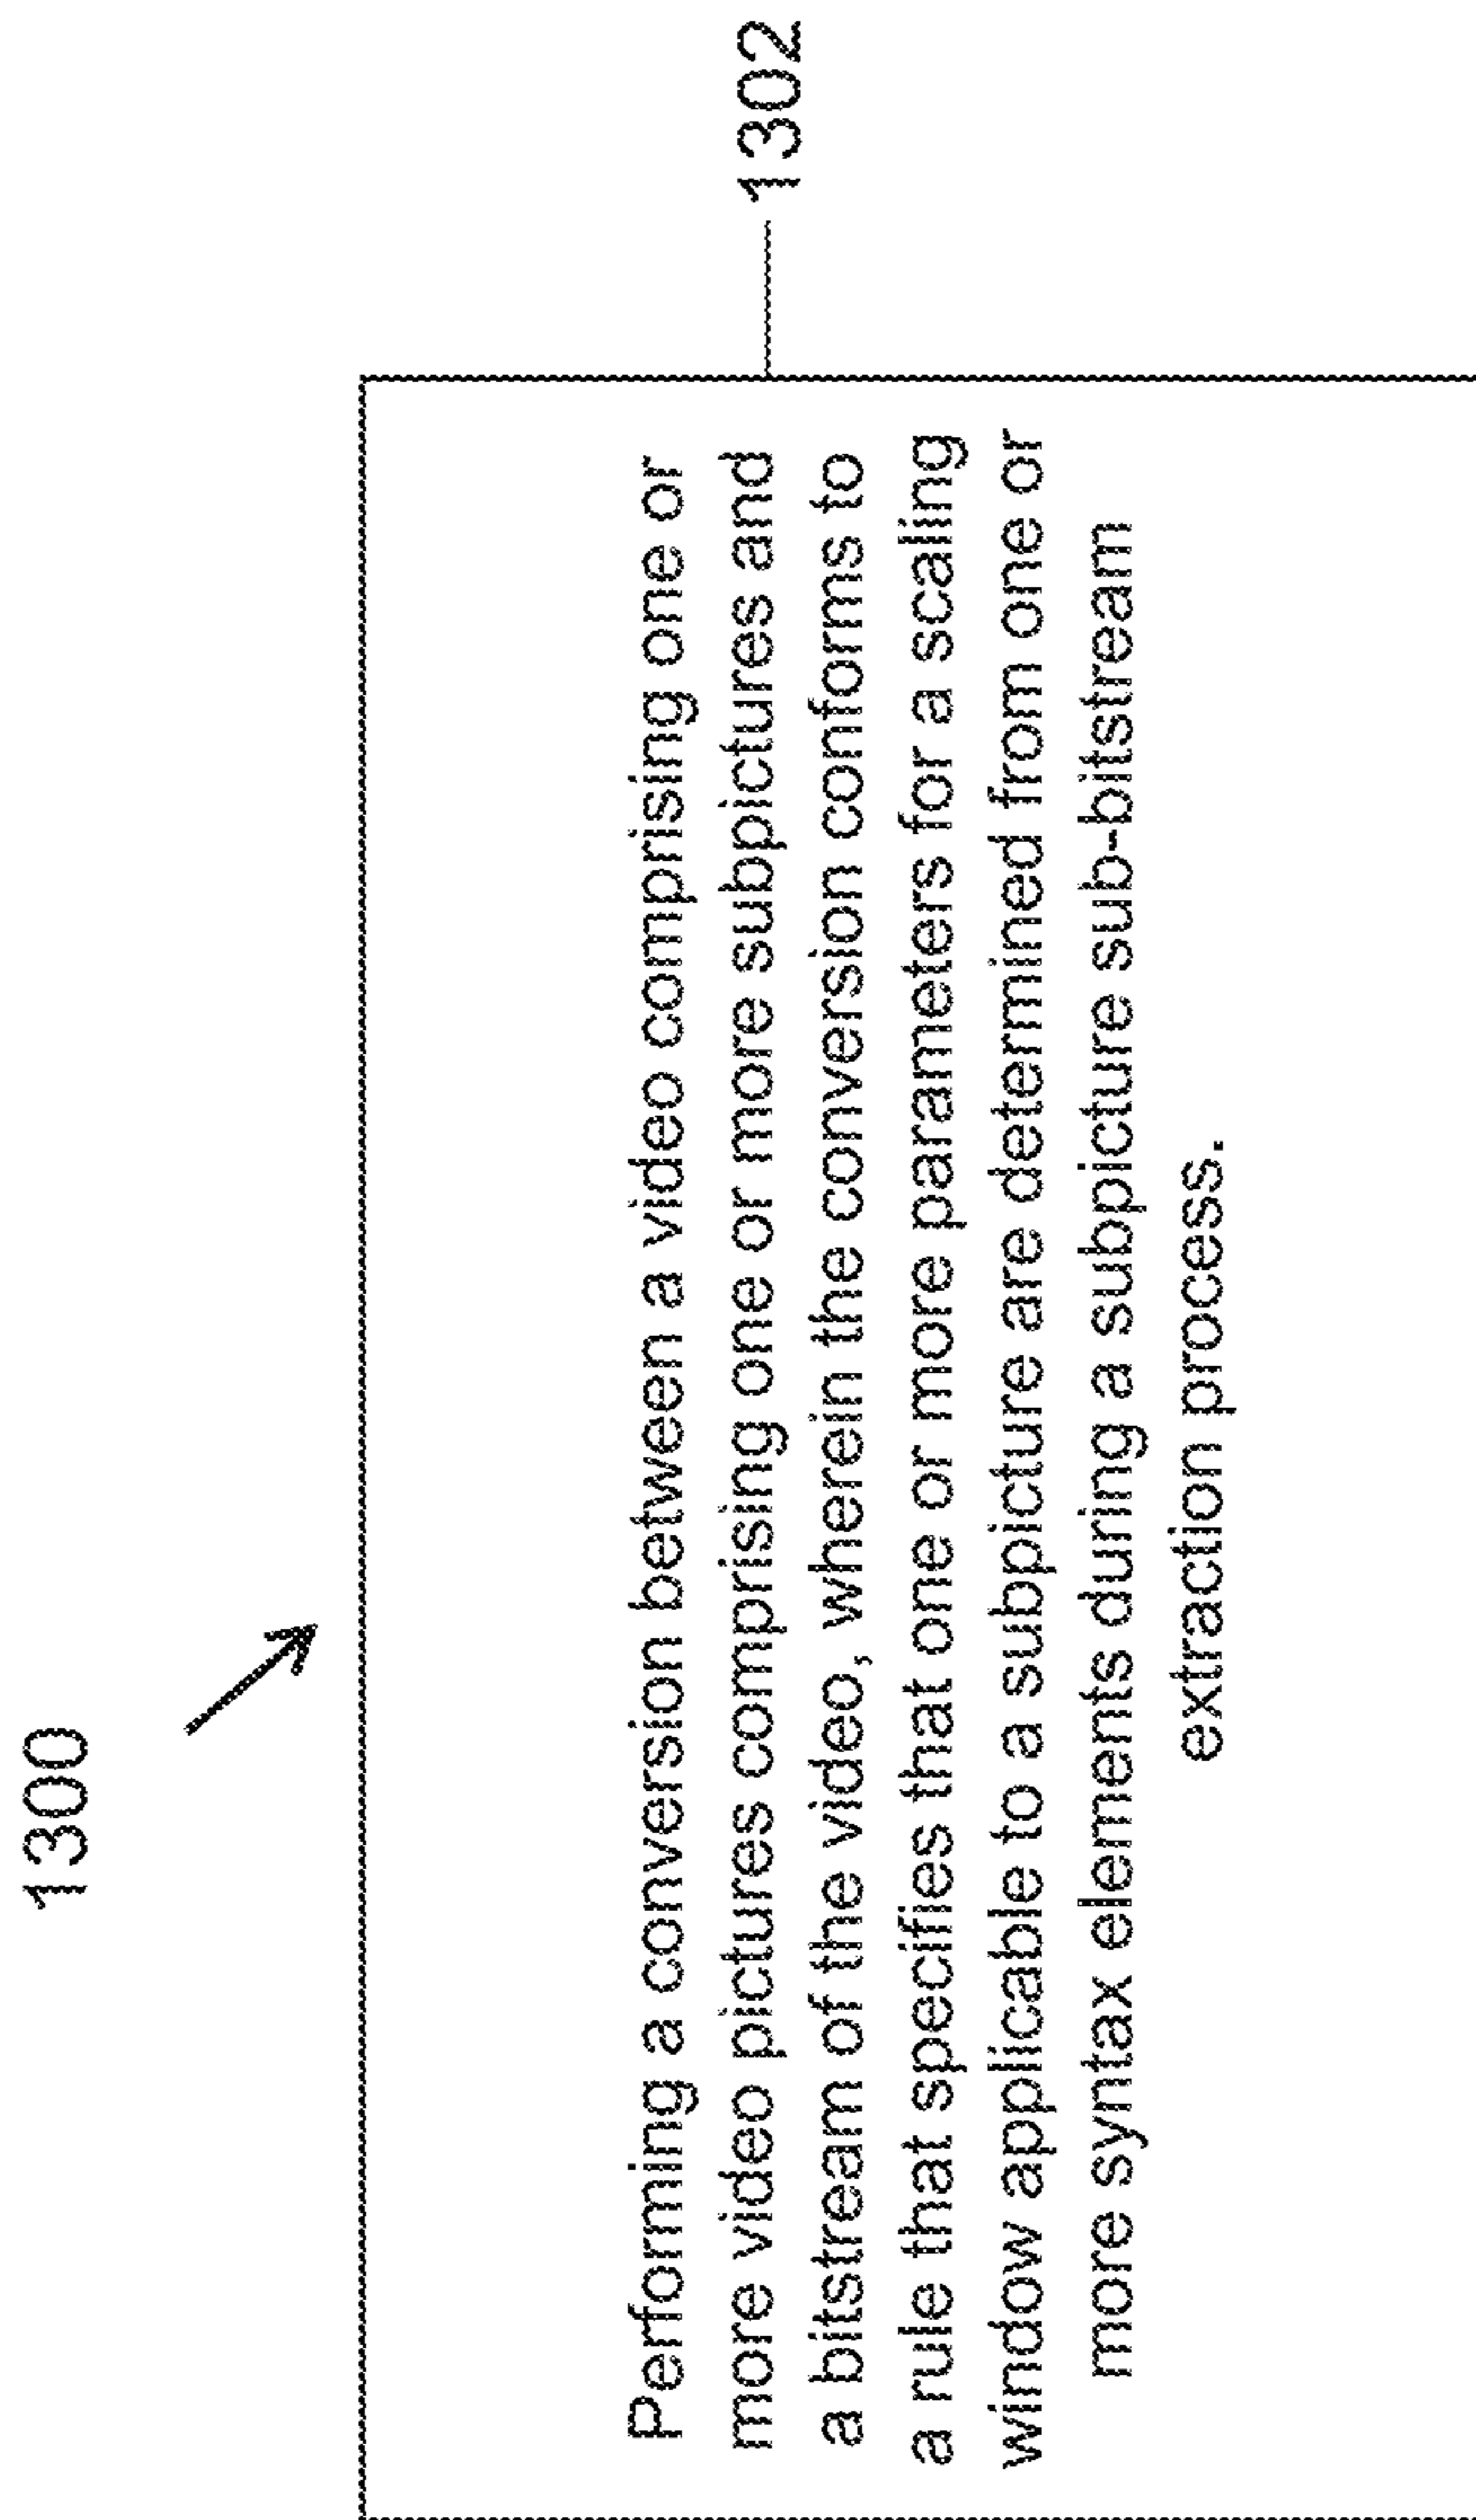 1300
Performing a conversion between a video comprising one or
more video pictures comprising one or more subpictures and
a bitstream of the video, wherein the conversion conforms to
a rule that specifies that one or more parameters for a scaling
window applicable to a subpicture are determined from one or
more syntax elements during a subpicture sub-bitstream
extraction process.
1302